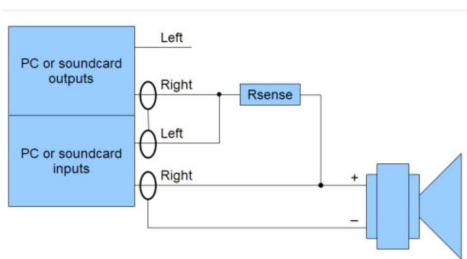 Left
PC or soundcard
outputs
Right
Rsense
Left
PC or soundcard
inputs
Right
+
–